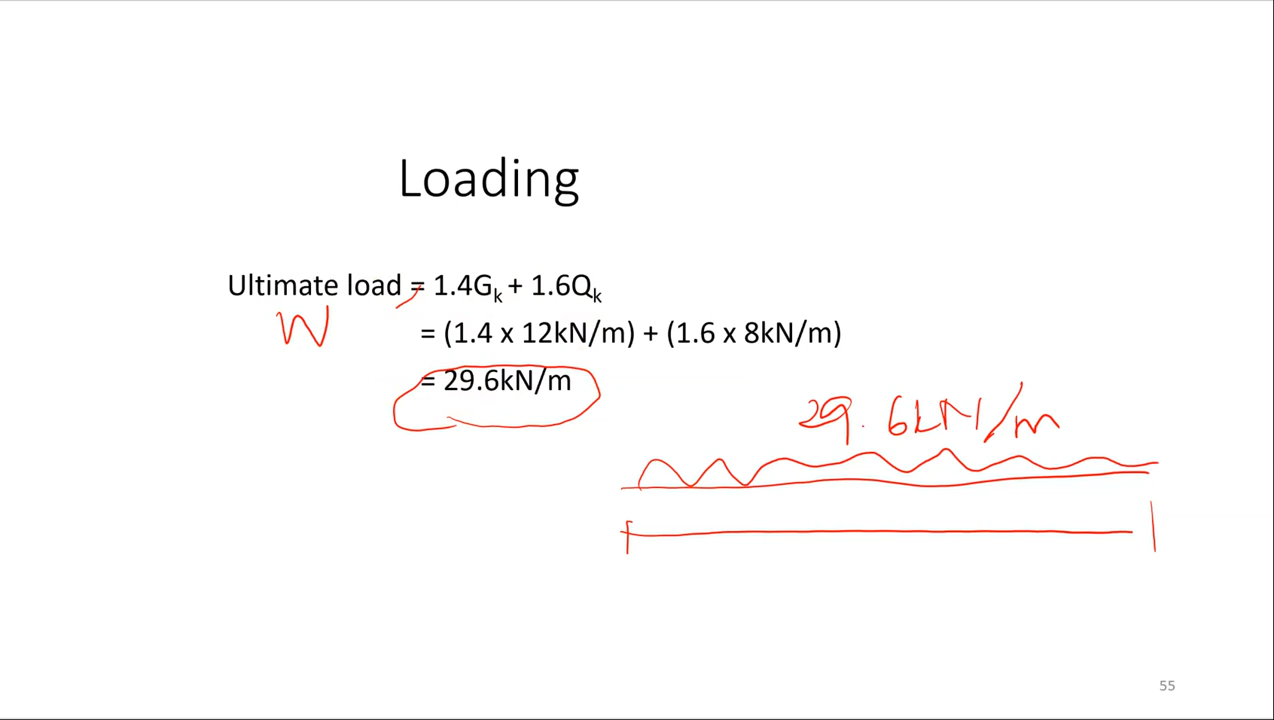 Loading
Ultimate load = 1.4Gk + 1.6Qk
W
= (1.4 x 12kN/m) + (1.6 x 8kN/m)
= 29.6kN/m
29.6kN/m
55